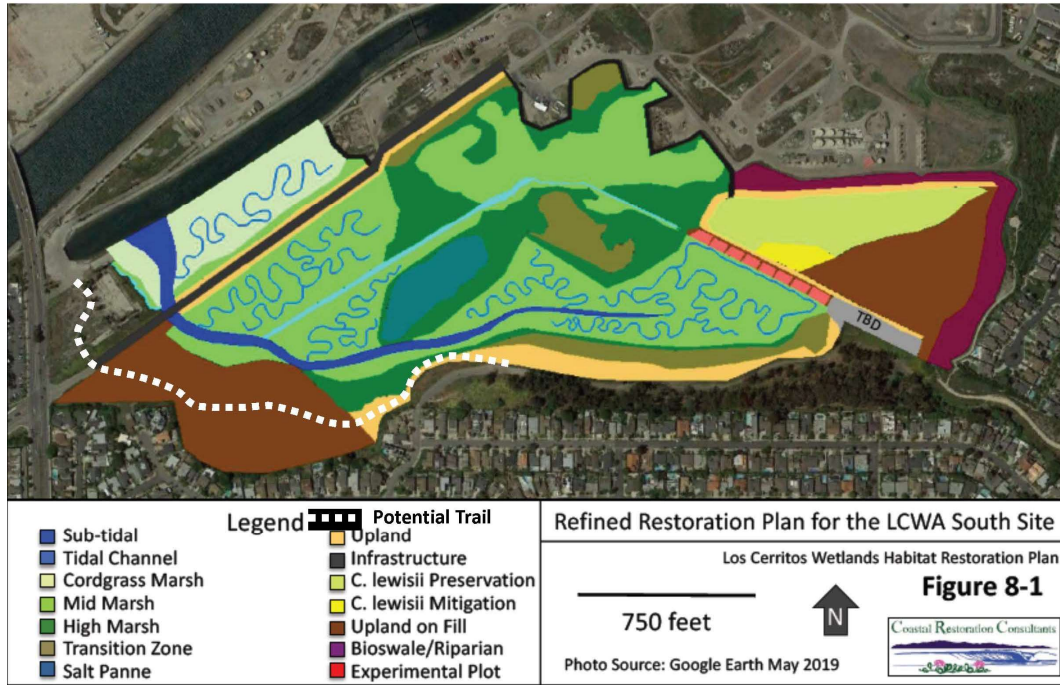 TBD
Legend
Potential Trail
Sub-tidal
Tidal Channel
Cordgrass Marsh
Mid Marsh
High Marsh
Transition Zone
Salt Panne
Upland
Infrastructure
C. lewisii Preservation
C. lewisii Mitigation
Upland on Fill
Bioswale/Riparian
Experimental Plot
Refined Restoration Plan for the LCWA South Site
Los Cerritos Wetlands Habitat Restoration Plan
Figure 8-1
750 feet
N
Photo Source: Google Earth May 2019
Coastal Restoration Consultants